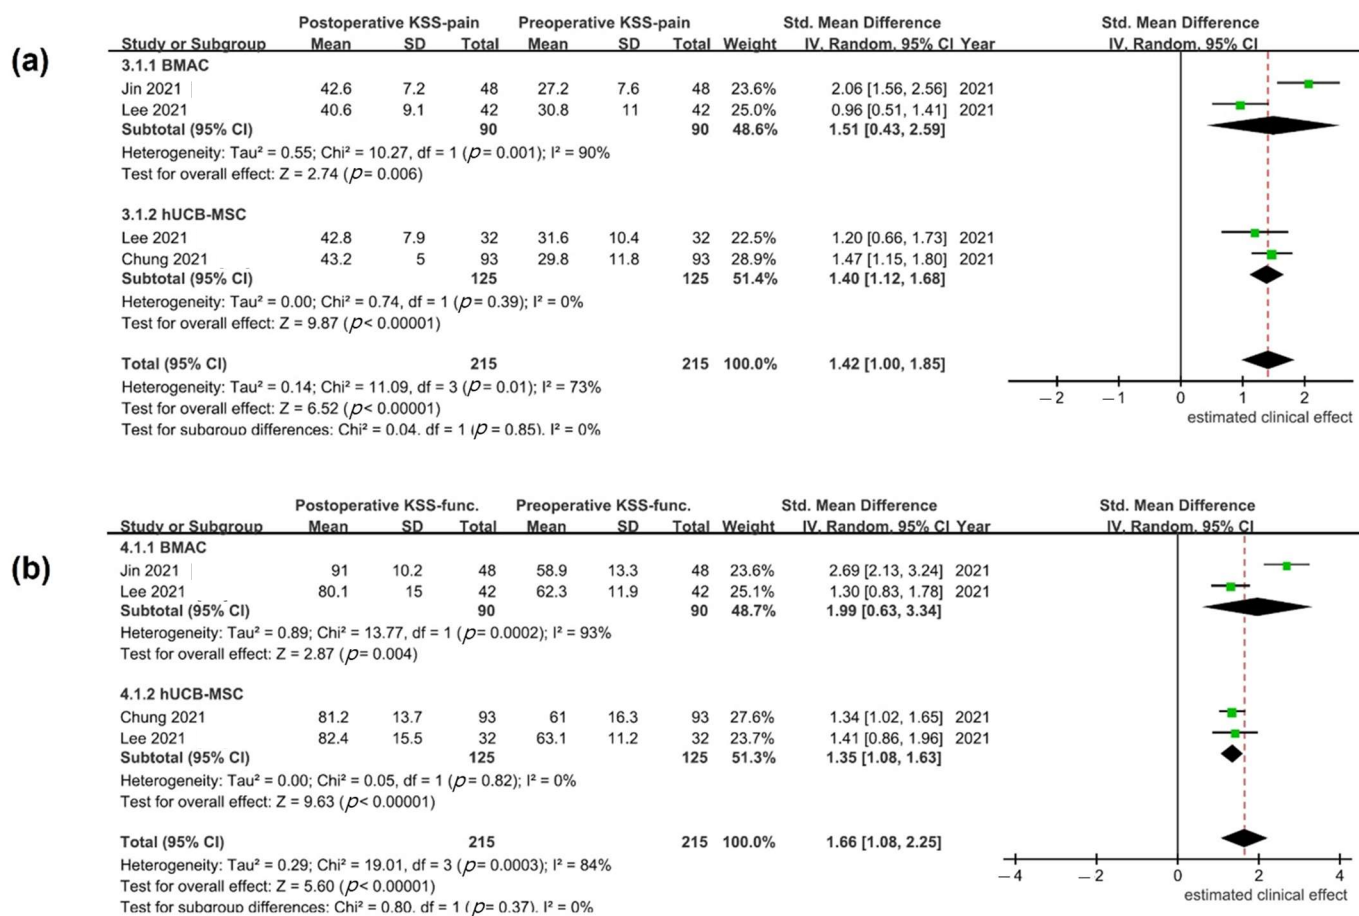 (a)
Postoperative KSS-pain Preoperative KSS-pain Std. Mean Difference Std. Mean Difference
Study or Subgroup Mean SD Total Mean SD Total Weight IV. Random. 95% CI Year IV. Random. 95% CI
3.1.1 BMAC
Jin 2021 42.6 7.2 48 27.2 7.6 48 23.6% 2.06 [1.56, 2.56] 2021
Lee 2021 40.6 9.1 42 30.8 11 42 25.0% 0.96 [0.51, 1.41] 2021
Subtotal (95% CI) 90 90 48.6% 1.51 [0.43, 2.59]
Heterogeneity: Tau² = 0.55; Chi² = 10.27, df = 1 (p = 0.001); I² = 90%
Test for overall effect: Z = 2.74 (p = 0.006)
3.1.2 hUCB-MSC
Lee 2021 42.8 7.9 32 31.6 10.4 32 22.5% 1.20 [0.66, 1.73] 2021
Chung 2021 43.2 5 93 29.8 11.8 93 28.9% 1.47 [1.15, 1.80] 2021
Subtotal (95% CI) 125 125 51.4% 1.40 [1.12, 1.68]
Heterogeneity: Tau² = 0.00; Chi² = 0.74, df = 1 (p = 0.39); I² = 0%
Test for overall effect: Z = 9.87 (p < 0.00001)
Total (95% CI) 215 215 100.0% 1.42 [1.00, 1.85]
Heterogeneity: Tau² = 0.14; Chi² = 11.09, df = 3 (p = 0.01); I² = 73%
Test for overall effect: Z = 6.52 (p < 0.00001)
Test for subgroup differences: Chi² = 0.04. df = 1 (p = 0.85). I² = 0%
−2 −1 0 1 2
estimated clinical effect
(b)
Postoperative KSS-func. Preoperative KSS-func. Std. Mean Difference Std. Mean Difference
Study or Subgroup Mean SD Total Mean SD Total Weight IV. Random. 95% CI Year IV. Random. 95% CI
4.1.1 BMAC
Jin 2021 91 10.2 48 58.9 13.3 48 23.6% 2.69 [2.13, 3.24] 2021
Lee 2021 80.1 15 42 62.3 11.9 42 25.1% 1.30 [0.83, 1.78] 2021
Subtotal (95% CI) 90 90 48.7% 1.99 [0.63, 3.34]
Heterogeneity: Tau² = 0.89; Chi² = 13.77, df = 1 (p = 0.0002); I² = 93%
Test for overall effect: Z = 2.87 (p = 0.004)
4.1.2 hUCB-MSC
Chung 2021 81.2 13.7 93 61 16.3 93 27.6% 1.34 [1.02, 1.65] 2021
Lee 2021 82.4 15.5 32 63.1 11.2 32 23.7% 1.41 [0.86, 1.96] 2021
Subtotal (95% CI) 125 125 51.3% 1.35 [1.08, 1.63]
Heterogeneity: Tau² = 0.00; Chi² = 0.05, df = 1 (p = 0.82); I² = 0%
Test for overall effect: Z = 9.63 (p < 0.00001)
Total (95% CI) 215 215 100.0% 1.66 [1.08, 2.25]
Heterogeneity: Tau² = 0.29; Chi² = 19.01, df = 3 (p = 0.0003); I² = 84%
Test for overall effect: Z = 5.60 (p < 0.00001)
Test for subgroup differences: Chi² = 0.80. df = 1 (p = 0.37). I² = 0%
−4 −2 0 2 4
estimated clinical effect